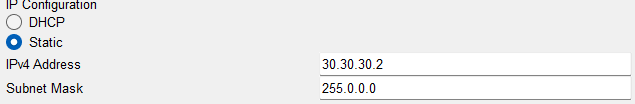 IP Configuration
DHCP
Static
IPv4 Address 30.30.30.2
Subnet Mask 255.0.0.0